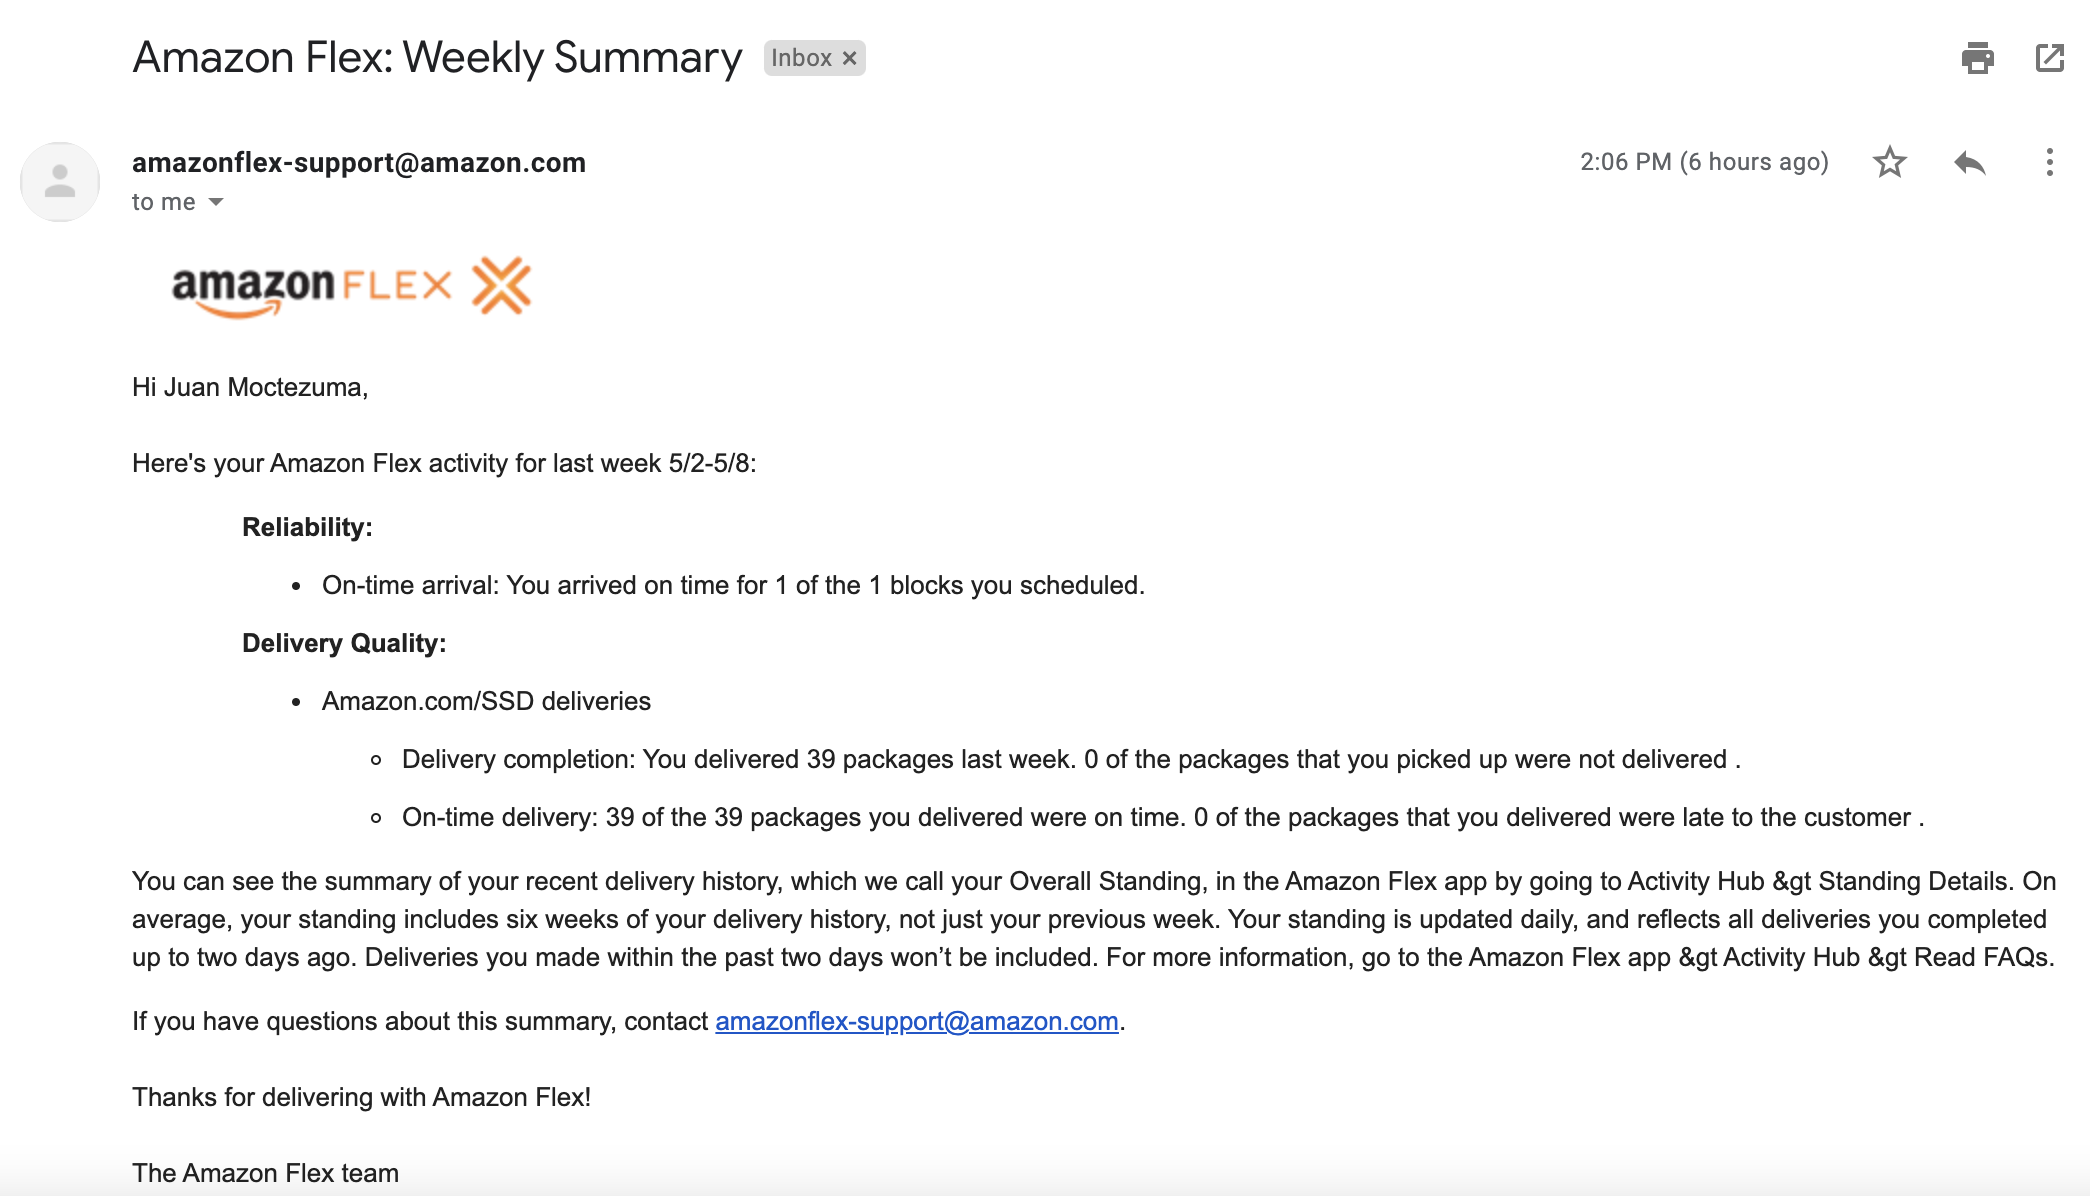 Amazon Flex: Weekly Summary Inbox ×
amazonflex-support@amazon.com 2:06 PM (6 hours ago)
to me
amazon FLEX
Hi Juan Moctezuma,
Here's your Amazon Flex activity for last week 5/2-5/8:
Reliability:
• On-time arrival: You arrived on time for 1 of the 1 blocks you scheduled.
Delivery Quality:
• Amazon.com/SSD deliveries
◦ Delivery completion: You delivered 39 packages last week. 0 of the packages that you picked up were not delivered .
◦ On-time delivery: 39 of the 39 packages you delivered were on time. 0 of the packages that you delivered were late to the customer .
You can see the summary of your recent delivery history, which we call your Overall Standing, in the Amazon Flex app by going to Activity Hub &gt Standing Details. On
average, your standing includes six weeks of your delivery history, not just your previous week. Your standing is updated daily, and reflects all deliveries you completed
up to two days ago. Deliveries you made within the past two days won’t be included. For more information, go to the Amazon Flex app &gt Activity Hub &gt Read FAQs.
If you have questions about this summary, contact amazonflex-support@amazon.com.
Thanks for delivering with Amazon Flex!
The Amazon Flex team